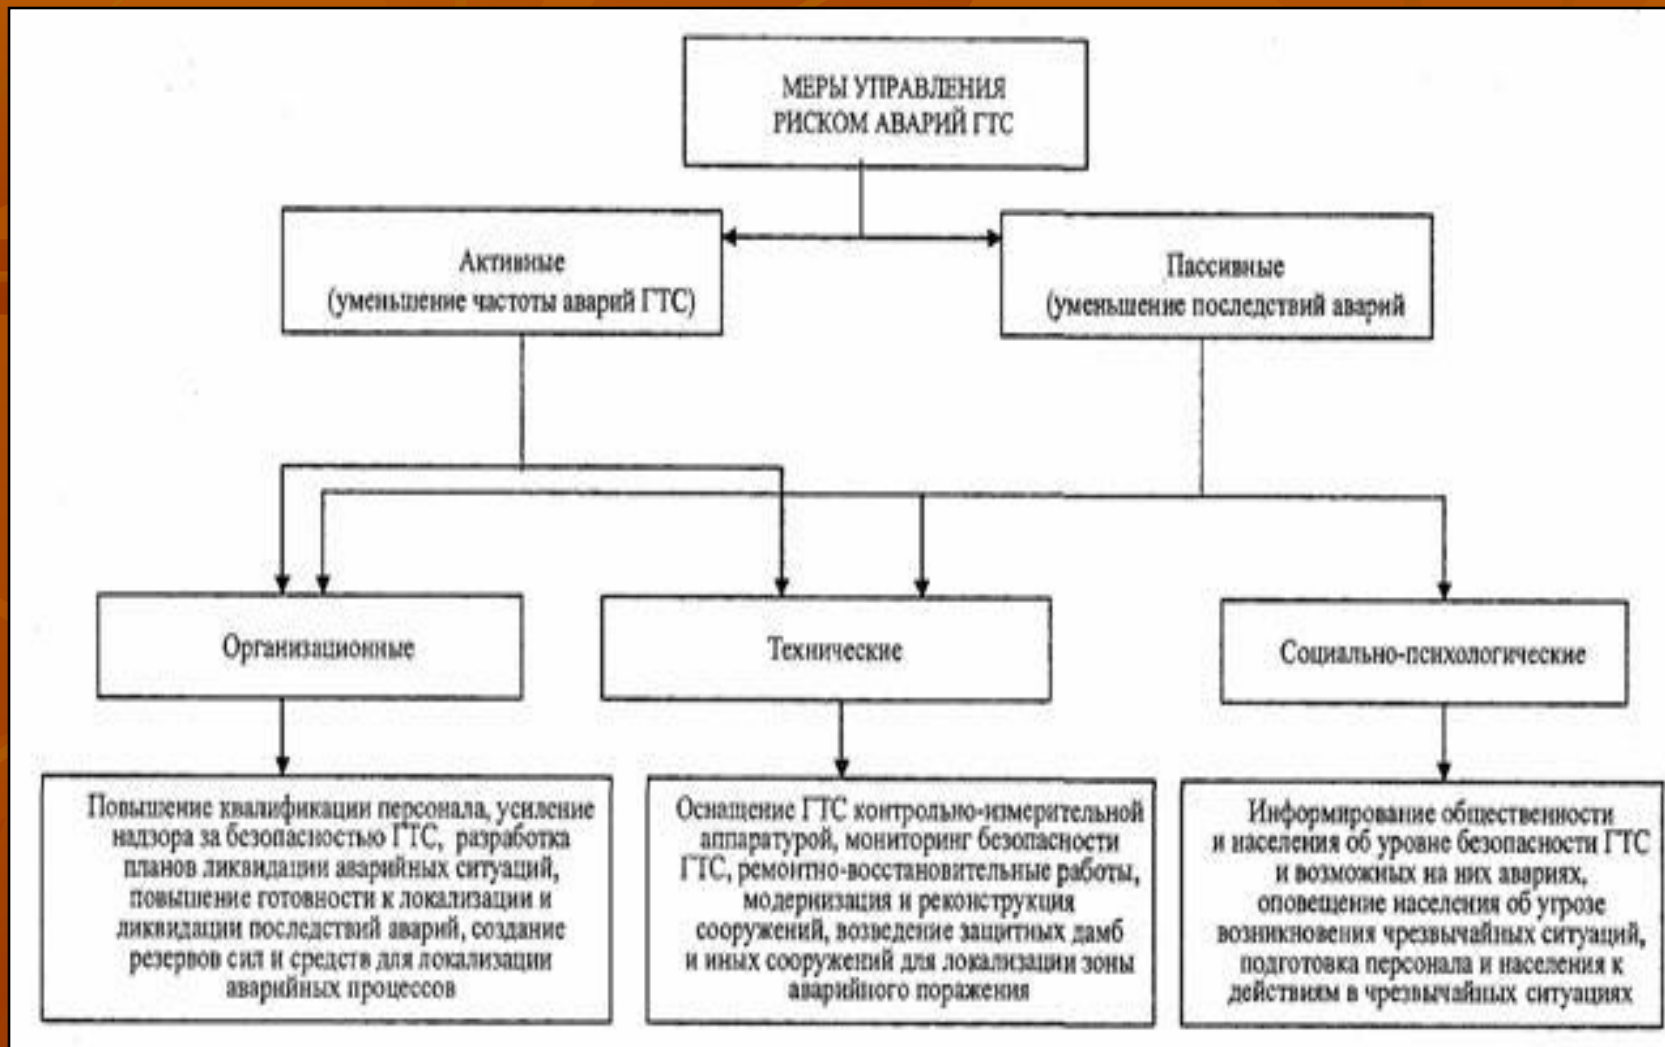 МЕРЫ УПРАВЛЕНИЯ
РИСКОМ АВАРИЙ ГТС
Активные
(уменьшение частоты аварий ГТС)
Пассивные
(уменьшение последствий аварий
Организационные
Технические
Социально-психологические
Повышение квалификации персонала, усиление
надзора за безопасностью ГТС, разработка
планов ликвидации аварийных ситуаций,
повышение готовности к локализации и
ликвидации последствий аварий, создание
резервов сил и средств для локализации
аварийных процессов
Оснащение ГТС контрольно-измерительной
аппаратурой, мониторинг безопасности
ГТС, ремонтно-восстановительные работы,
модернизация и реконструкция
сооружений, возведение защитных дамб
и иных сооружений для локализации зоны
аварийного поражения
Информирование общественности
и населения об уровне безопасности ГТС
и возможных на них авариях,
оповещение населения об угрозе
возникновения чрезвычайных ситуаций,
подготовка персонала и населения к
действиям в чрезвычайных ситуациях